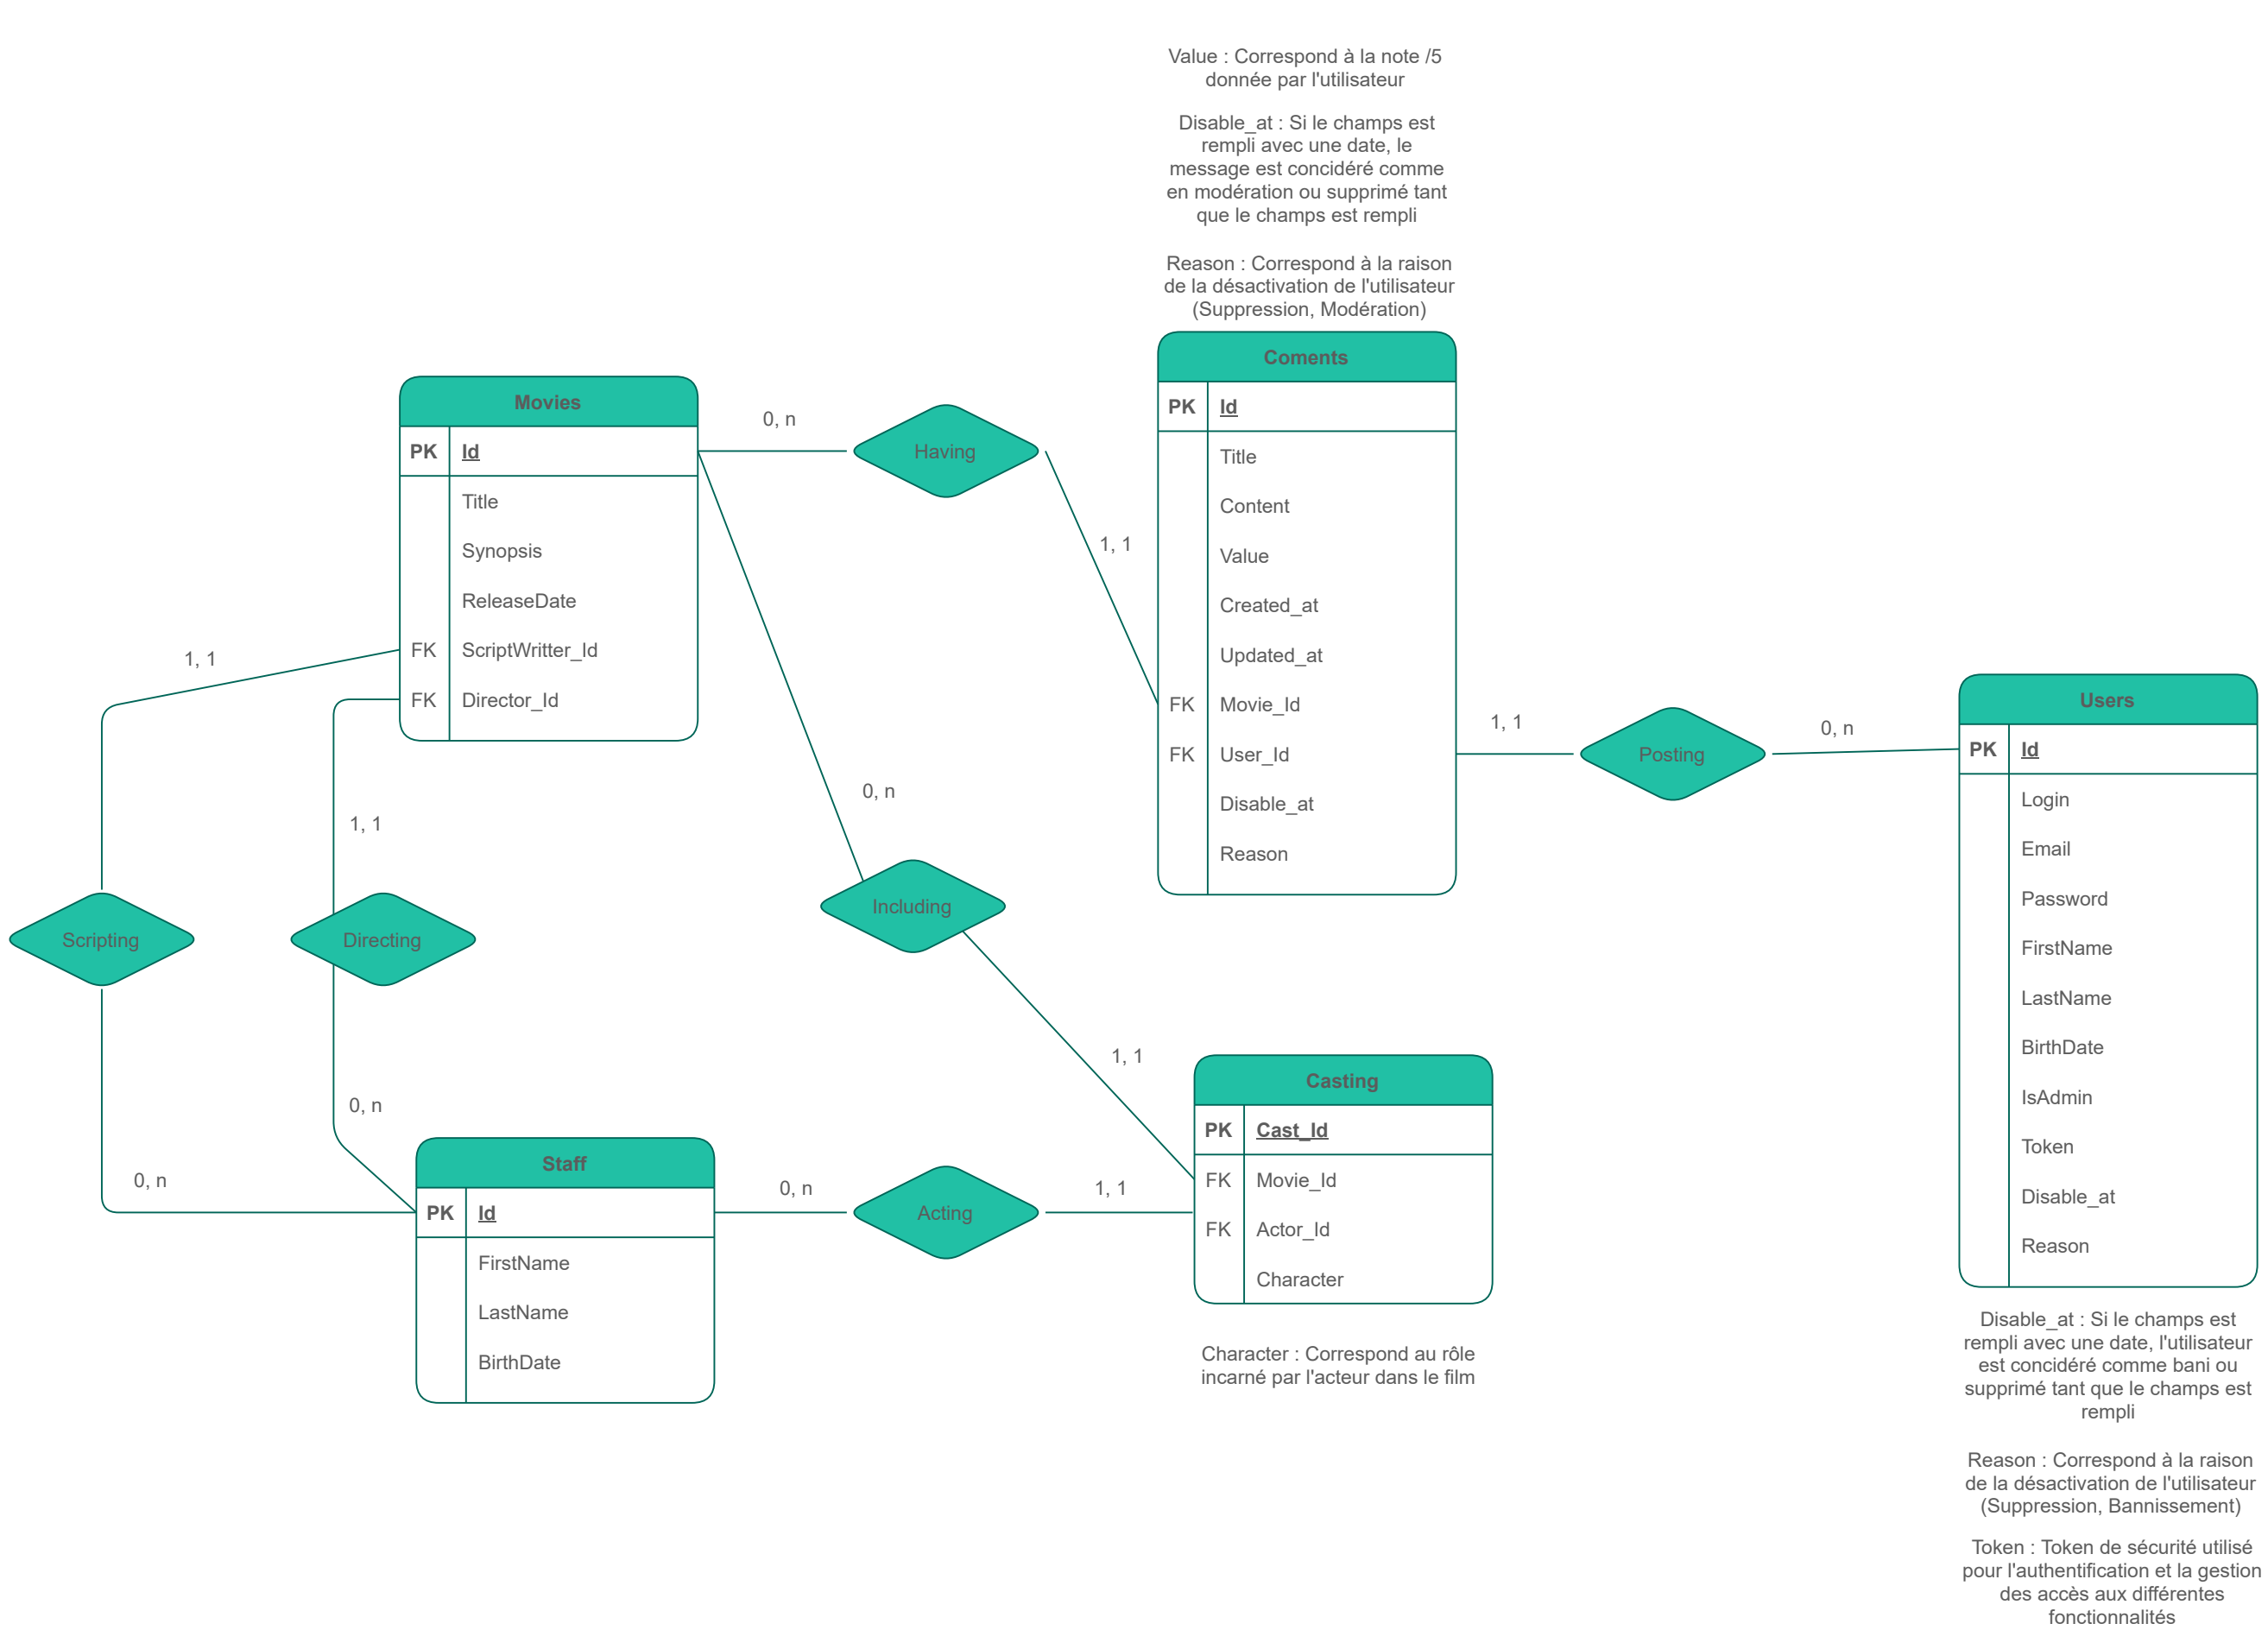 Value : Correspond à la note /5
donnée par l'utilisateur
Disable_at : Si le champs est
rempli avec une date, le
message est concidéré comme
en modération ou supprimé tant
que le champs est rempli
Reason : Correspond à la raison
de la désactivation de l'utilisateur
(Suppression, Modération)
Coments
PK Id
Title
Content
Value
Created_at
Updated_at
FK Movie_Id
FK User_Id
Disable_at
Reason
Movies
PK Id
Title
Synopsis
ReleaseDate
FK ScriptWritter_Id
FK Director_Id
0, n
Having
1, 1
1, 1
1, 1
0, n
1, 1
Posting
0, n
Users
PK Id
Login
Email
Password
FirstName
LastName
BirthDate
IsAdmin
Token
Disable_at
Reason
Scripting
Directing
Including
0, n
0, n
1, 1
Staff
PK Id
FirstName
LastName
BirthDate
0, n
Acting
1, 1
Casting
PK Cast_Id
FK Movie_Id
FK Actor_Id
Character
Character : Correspond au rôle
incarné par l'acteur dans le film
Disable_at : Si le champs est
rempli avec une date, l'utilisateur
est concidéré comme bani ou
supprimé tant que le champs est
rempli
Reason : Correspond à la raison
de la désactivation de l'utilisateur
(Suppression, Bannissement)
Token : Token de sécurité utilisé
pour l'authentification et la gestion
des accès aux différentes
fonctionnalités